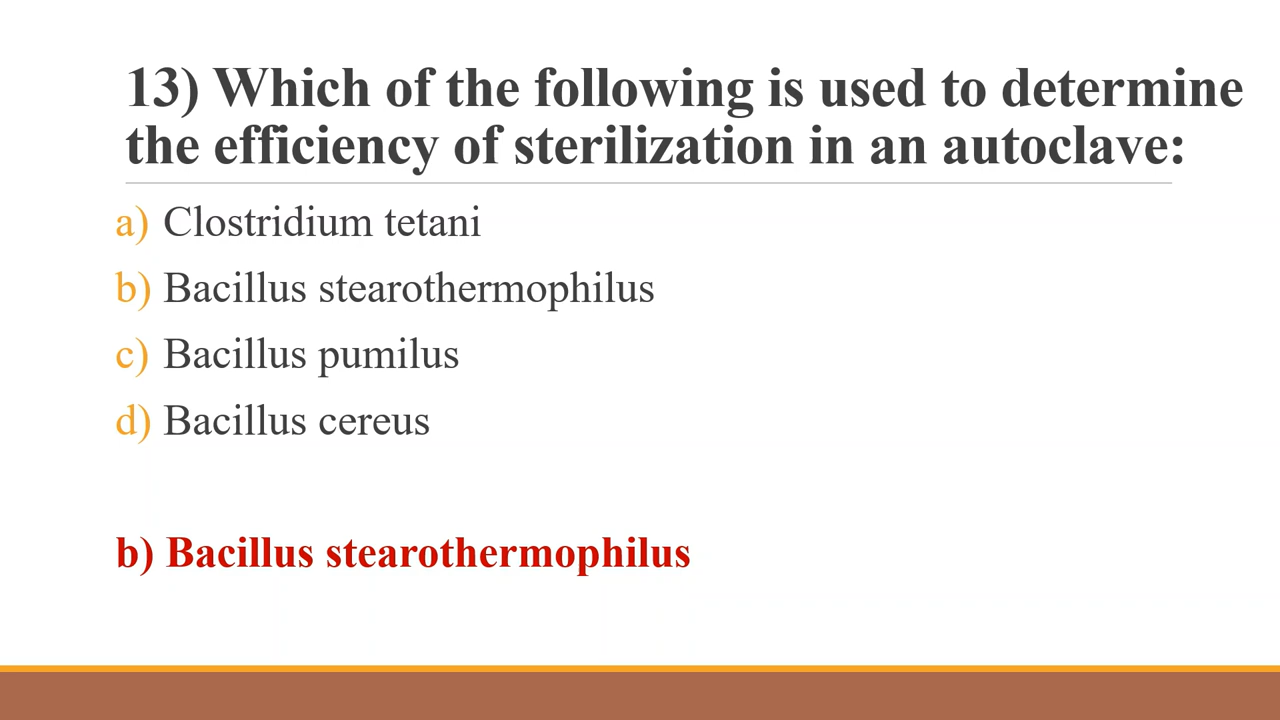 13) Which of the following is used to determine
the efficiency of sterilization in an autoclave:
a) Clostridium tetani
b) Bacillus stearothermophilus
c) Bacillus pumilus
d) Bacillus cereus
b) Bacillus stearothermophilus